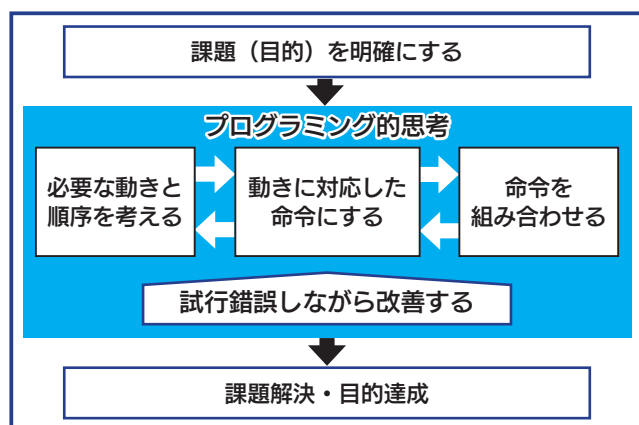 課題（目的）を明確にする
プログラミング的思考
必要な動きと
順序を考える
動きに対応した
命令にする
命令を
組み合わせる
試行錯誤しながら改善する
課題解決・目的達成